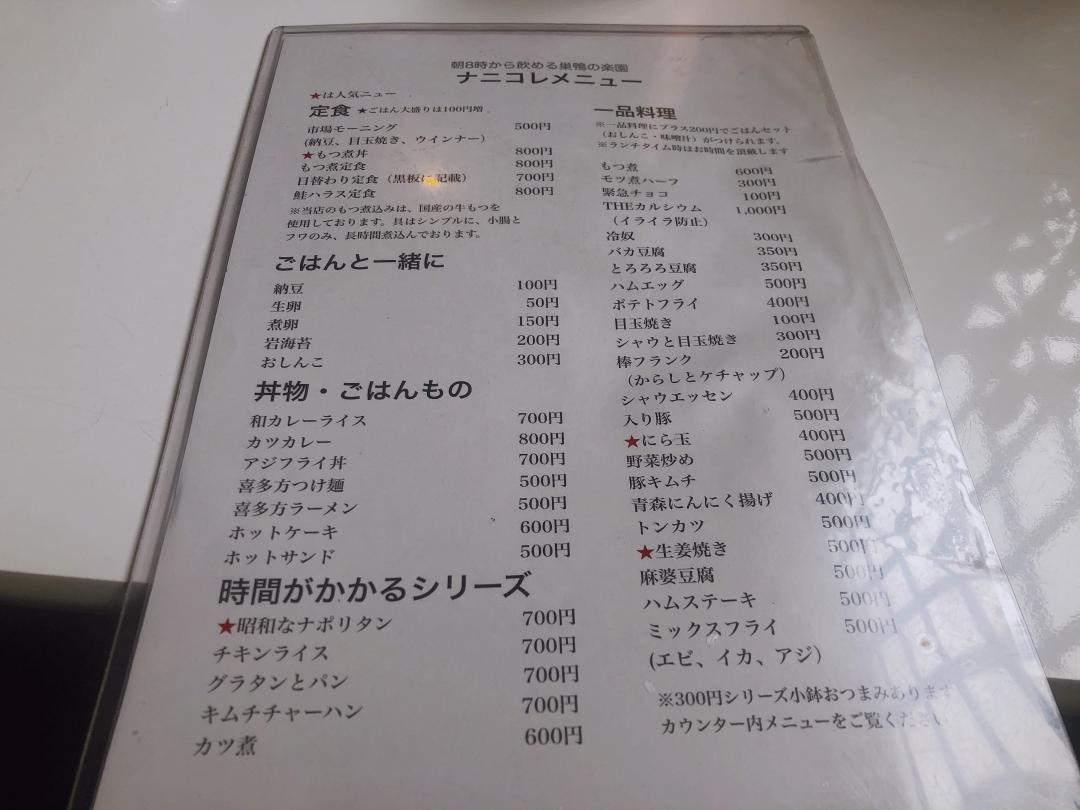 朝8時から飲める巣鴨の楽園
ナニコレメニュー
★は人気ニュー
定食 ★ごはん大盛りは100円増
市場モーニング 500円
(納豆、目玉焼き、ウインナー)
★もつ煮丼 800円
もつ煮定食 800円
日替わり定食（黒板に記載） 700円
鮭ハラス定食 800円
※当店のもつ煮込みは、国産の牛もつを
使用しております。具はシンプルに、小腸と
フワのみ、長時間煮込んでおります。
ごはんと一緒に
納豆 100円
生卵 50円
煮卵 150円
岩海苔 200円
おしんこ 300円
丼物・ごはんもの
和カレーライス 700円
カツカレー 800円
アジフライ丼 700円
喜多方つけ麺 500円
喜多方ラーメン 500円
ホットケーキ 600円
ホットサンド 500円
時間がかかるシリーズ
★昭和なナポリタン 700円
チキンライス 700円
グラタンとパン 700円
キムチチャーハン 700円
カツ煮 600円
一品料理
※一品料理にプラス200円でごはんセット
（おしんこ・味噌汁）がつけられます。
※ランチタイム時はお時間を頂戴します
もつ煮 600円
モツ煮ハーフ 300円
緊急チョコ 100円
THEカルシウム 1,000円
（イライラ防止）
冷奴 300円
バカ豆腐 350円
とろろろ豆腐 350円
ハムエッグ 500円
ポテトフライ 400円
目玉焼き 100円
シャウと目玉焼き 300円
棒フランク 200円
（からしとケチャップ）
シャウエッセン 400円
入り豚 500円
★にら玉 400円
野菜炒め 500円
豚キムチ 500円
青森にんにく揚げ 400円
トンカツ 500円
★生姜焼き 500円
麻婆豆腐 500円
ハムステーキ 500円
ミックスフライ 500円
(エビ、イカ、アジ)
※300円シリーズ小鉢おつまみあります
カウンター内メニューをご覧ください